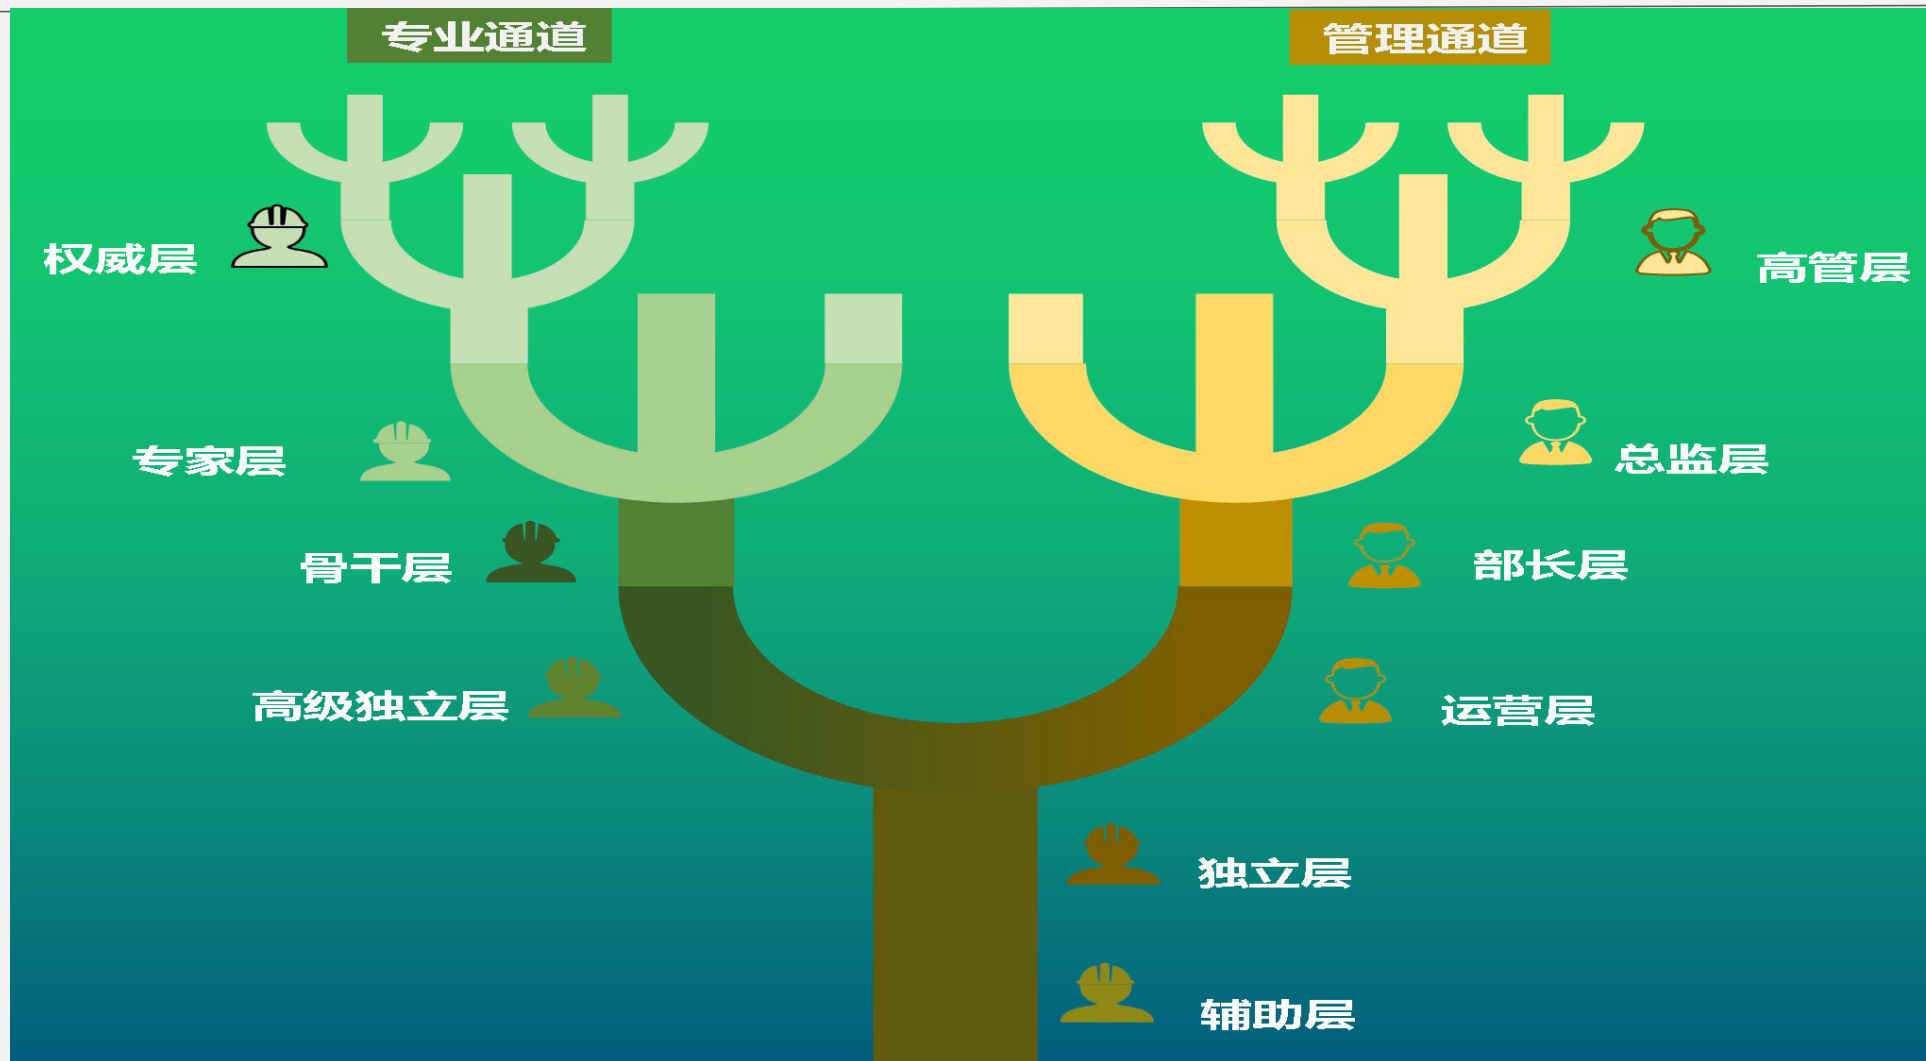 专业通道
管理通道
权威层
高管层
专家层
总监层
骨干层
部长层
高级独立层
运营层
独立层
辅助层